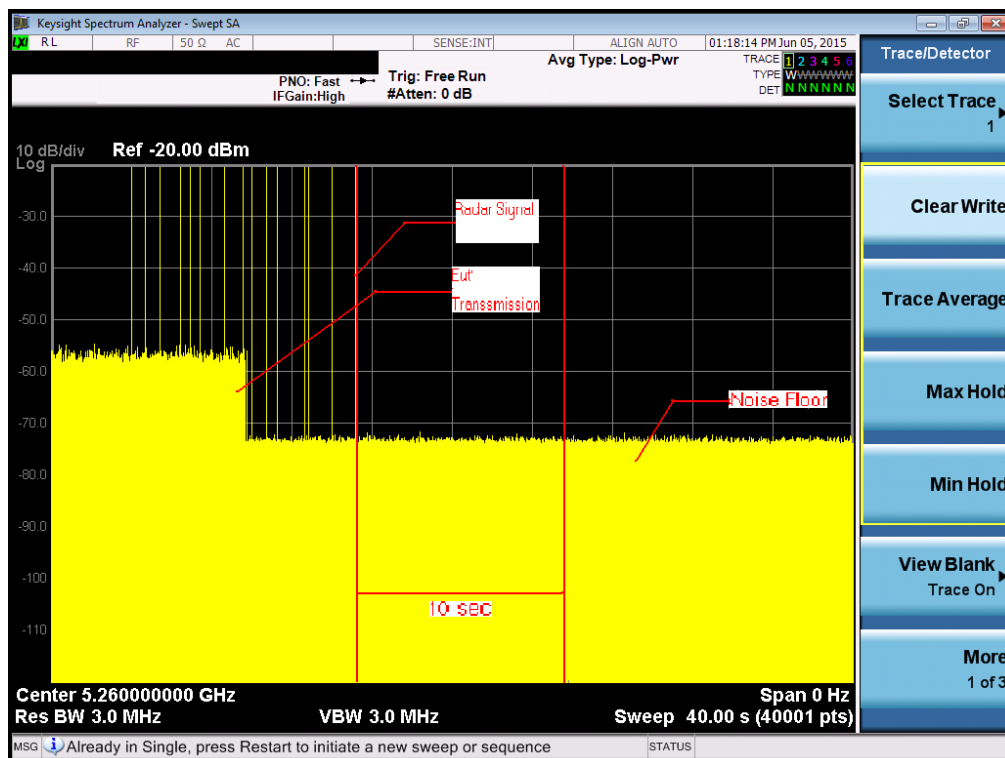 Keysight Spectrum Analyzer - Swept SA
LXI RL RF 50 Ω AC SENSE:INT ALIGN AUTO 01:18:14 PM Jun 05, 2015
PNO: Fast
IFGain:High
Trig: Free Run
#Atten: 0 dB
Avg Type: Log-Pwr
TRACE 1 2 3 4 5 6
TYPE WWWWWWW
DET N N N N N N
10 dB/div Ref -20.00 dBm
Log
-30.0
-40.0
-50.0
-60.0
-70.0
-80.0
-90.0
-100
-110
Radar Signal
Eut
Transsmission
Noise Floor
10 sec
Center 5.260000000 GHz Span 0 Hz
Res BW 3.0 MHz VBW 3.0 MHz Sweep 40.00 s (40001 pts)
MSG Already in Single, press Restart to initiate a new sweep or sequence STATUS
Trace/Detector
Select Trace
1
Clear Write
Trace Average
Max Hold
Min Hold
View Blank
Trace On
More
1 of 3